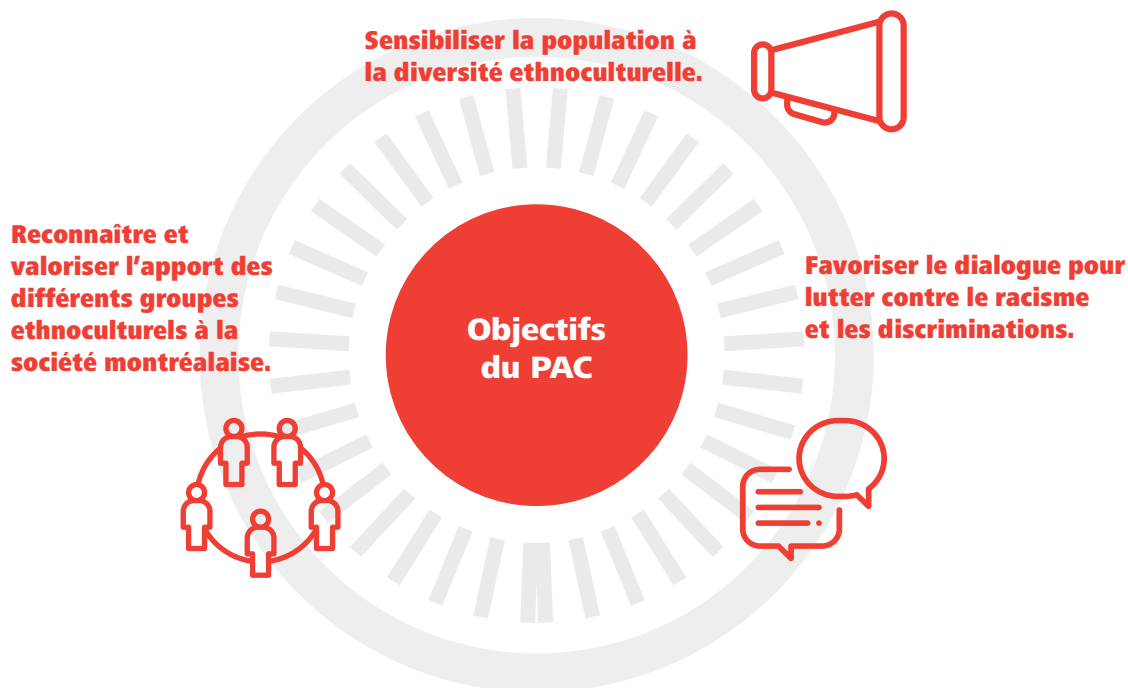 Sensibiliser la population à
la diversité ethnoculturelle.
Reconnaître et
valoriser l’apport des
différents groupes
ethnoculturels à la
société montréalaise.
Favoriser le dialogue pour
lutter contre le racisme
et les discriminations.
Objectifs
du PAC